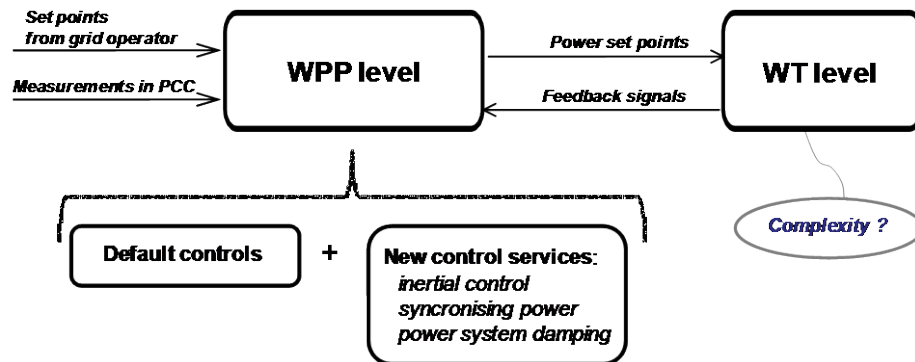 Set points
from grid operator
Measurements in PCC
WPP level
Power set points
Feedback signals
WT level
Complexity ?
Default controls
+
New control services:
inertial control
syncronising power
power system damping